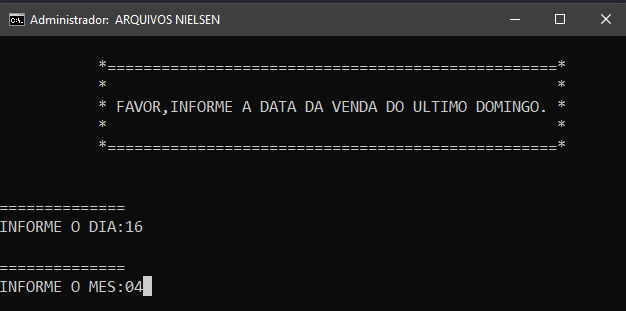 Administrador: ARQUIVOS NIELSEN
*==================================================*
* *
* FAVOR,INFORME A DATA DA VENDA DO ULTIMO DOMINGO. *
* *
*==================================================*
==============
INFORME O DIA:16
==============
INFORME O MES:04